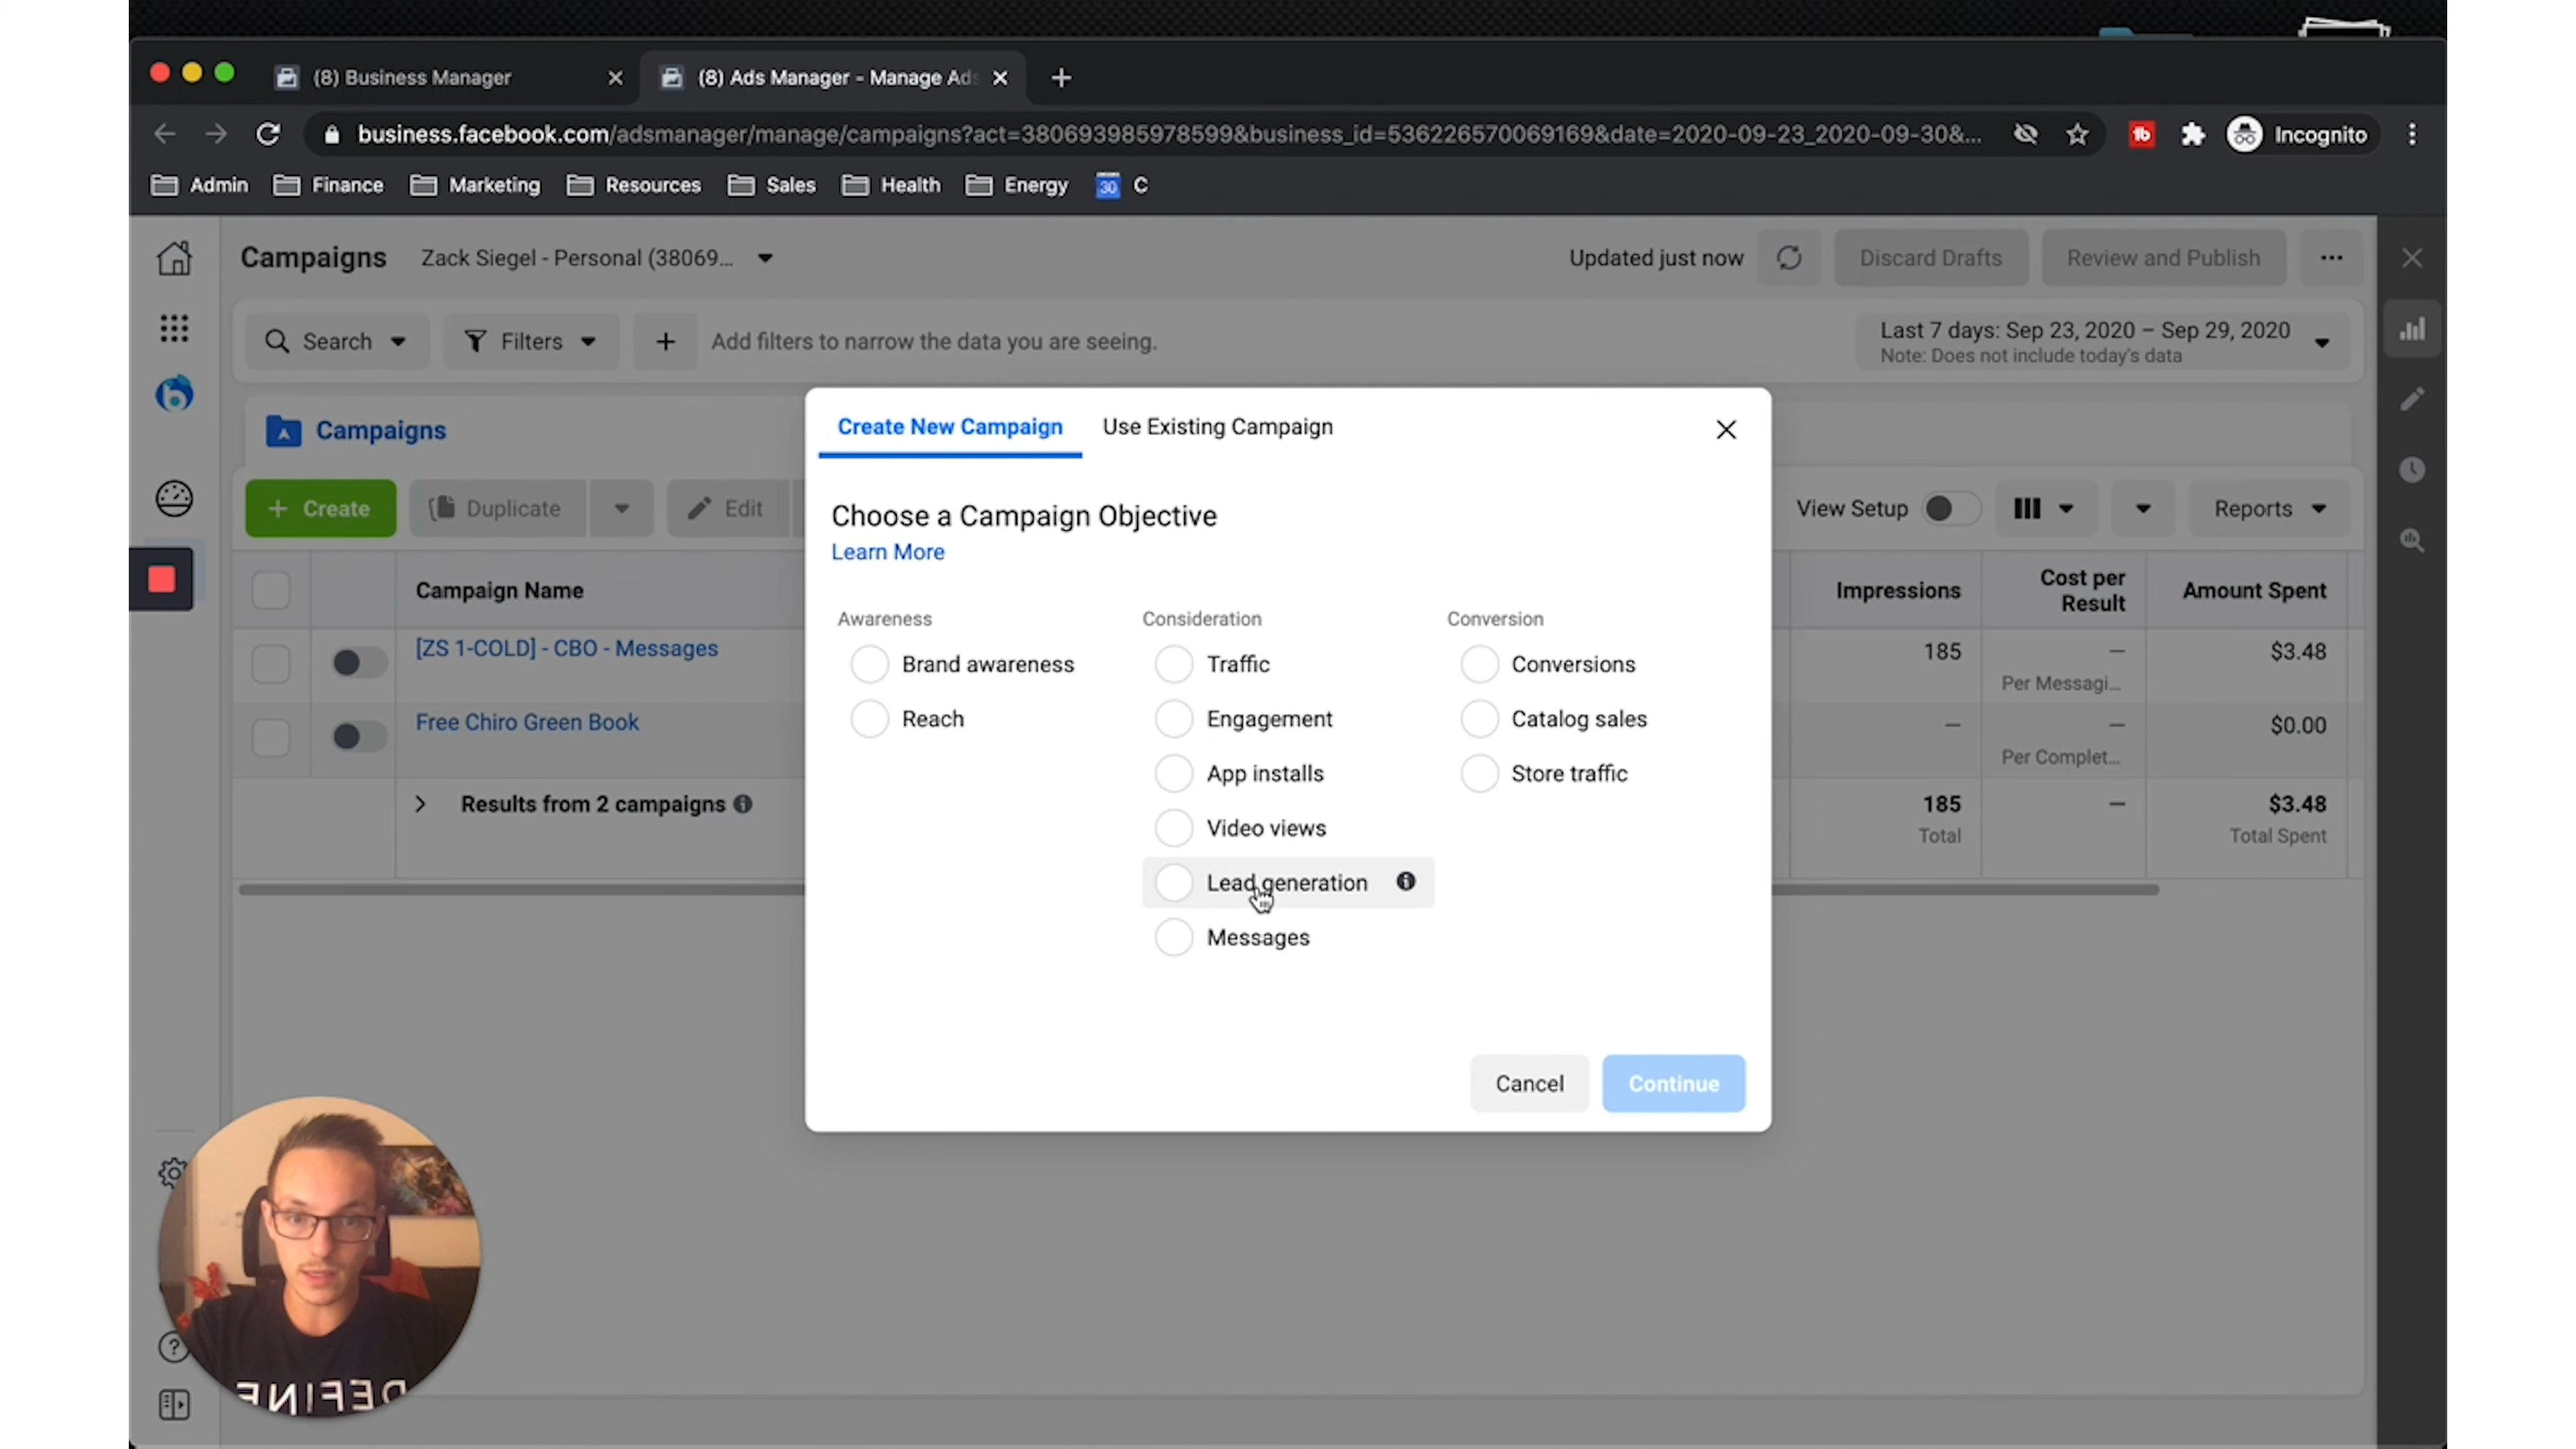 (8) Business Manager
(8) Ads Manager - Manage Ads
business.facebook.com/adsmanager/manage/campaigns?act=380693985978599&business_id=536226570069169&date=2020-09-23_2020-09-30&...
Incognito
Admin Finance Marketing Resources Sales Health Energy 30 C
Campaigns Zack Siegel - Personal (38069... Updated just now Discard Drafts Review and Publish ...
Search Filters + Add filters to narrow the data you are seeing.
Last 7 days: Sep 23, 2020 – Sep 29, 2020
Note: Does not include today's data
Campaigns
+ Create Duplicate Edit View Setup Reports
Campaign Name Impressions Cost per Result Amount Spent
[ZS 1-COLD] - CBO - Messages 185 — $3.48
Per Messagi...
Free Chiro Green Book — — $0.00
Per Complet...
Results from 2 campaigns 185 — $3.48
Total Total Spent
Create New Campaign Use Existing Campaign
Choose a Campaign Objective
Learn More
Awareness
Brand awareness
Reach
Consideration
Traffic
Engagement
App installs
Video views
Lead generation
Messages
Conversion
Conversions
Catalog sales
Store traffic
Cancel Continue
DEFINE